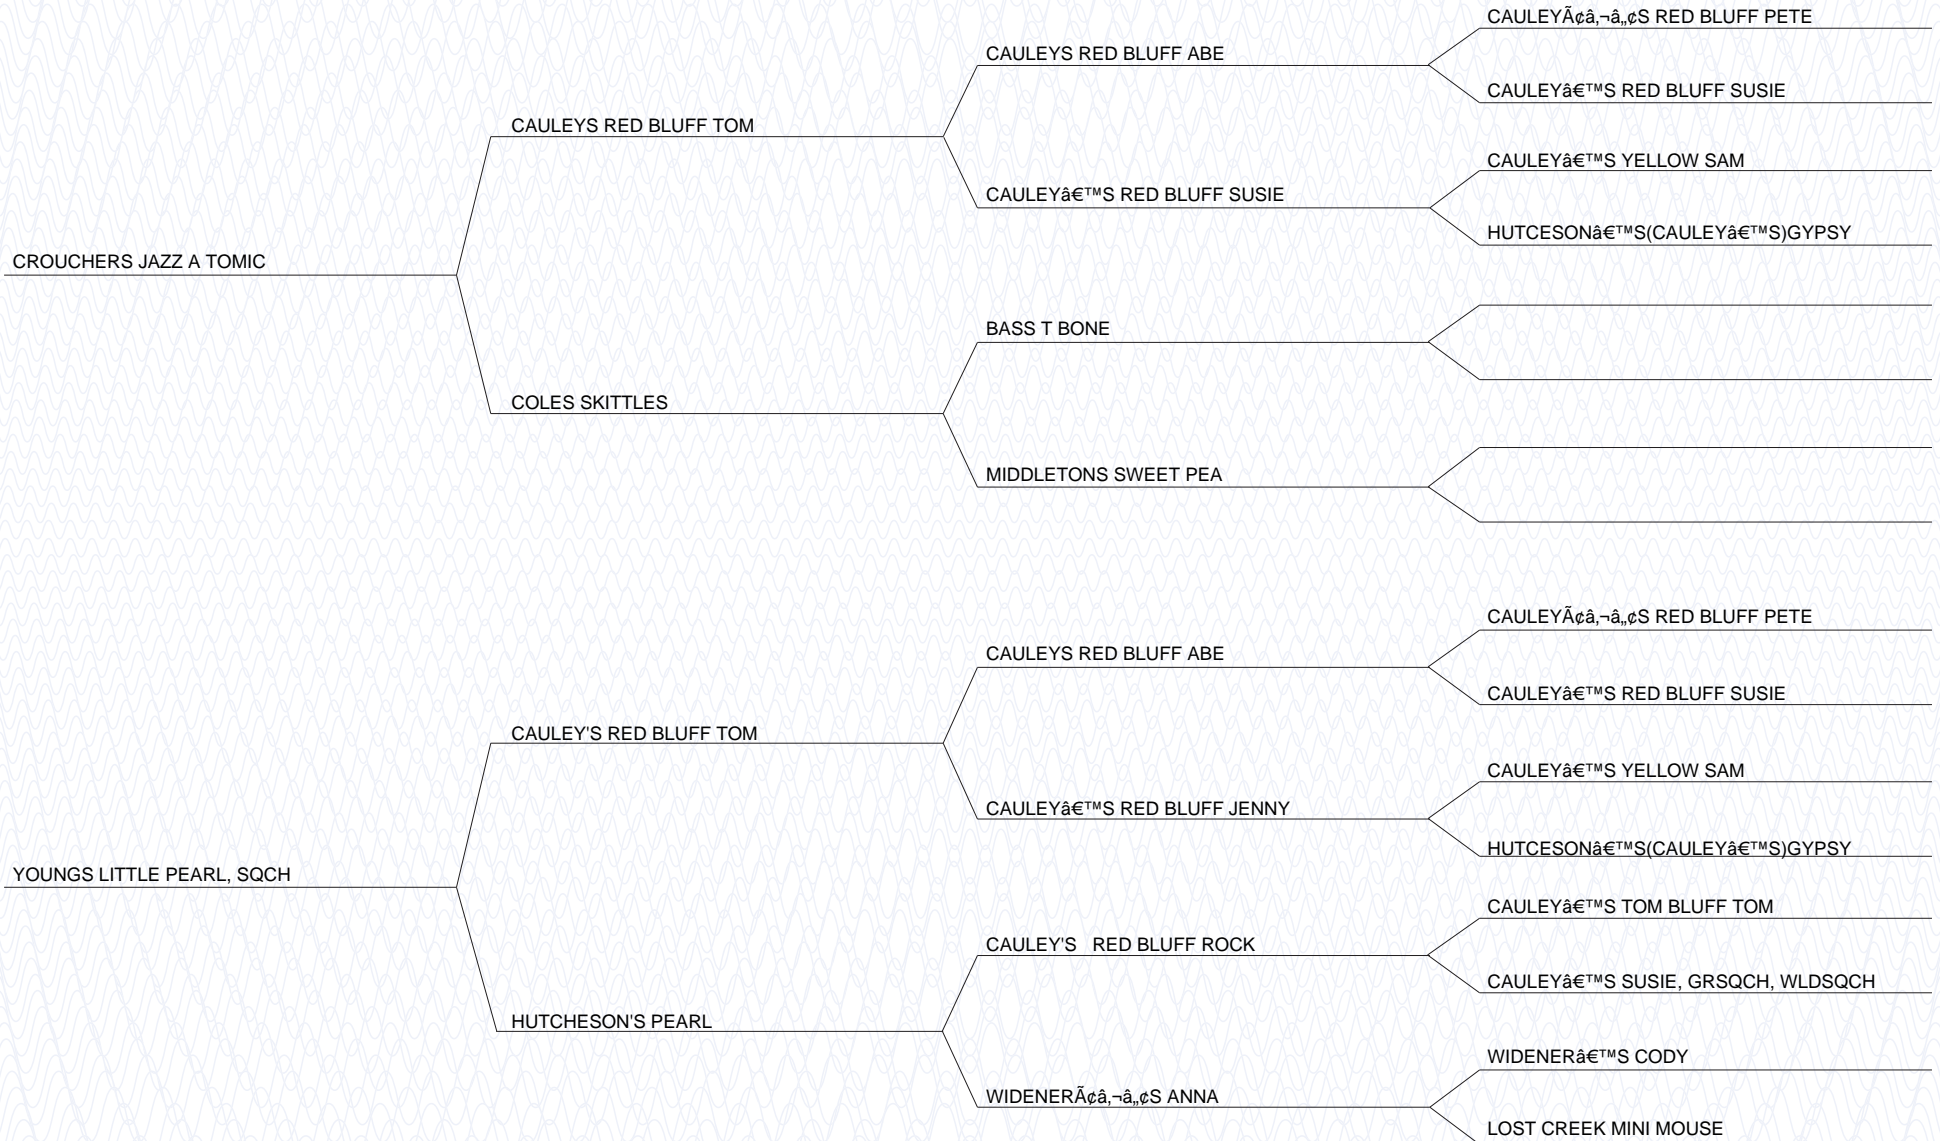 CAULEYÃ¢â‚¬â„¢S RED BLUFF PETE
CAULEYS RED BLUFF ABE
CAULEYâ€™S RED BLUFF SUSIE
CAULEYS RED BLUFF TOM
CAULEYâ€™S YELLOW SAM
CAULEYâ€™S RED BLUFF SUSIE
HUTCESONâ€™S(CAULEYâ€™S)GYPSY
CROUCHERS JAZZ A TOMIC
BASS T BONE
COLES SKITTLES
MIDDLETONS SWEET PEA
CAULEYÃ¢â‚¬â„¢S RED BLUFF PETE
CAULEYS RED BLUFF ABE
CAULEYâ€™S RED BLUFF SUSIE
CAULEY'S RED BLUFF TOM
CAULEYâ€™S YELLOW SAM
CAULEYâ€™S RED BLUFF JENNY
HUTCESONâ€™S(CAULEYâ€™S)GYPSY
YOUNGS LITTLE PEARL, SQCH
CAULEYâ€™S TOM BLUFF TOM
CAULEY'S   RED BLUFF ROCK
CAULEYâ€™S SUSIE, GRSQCH, WLDSQCH
HUTCHESON'S PEARL
WIDENERâ€™S CODY
WIDENERÃ¢â‚¬â„¢S ANNA
LOST CREEK MINI MOUSE